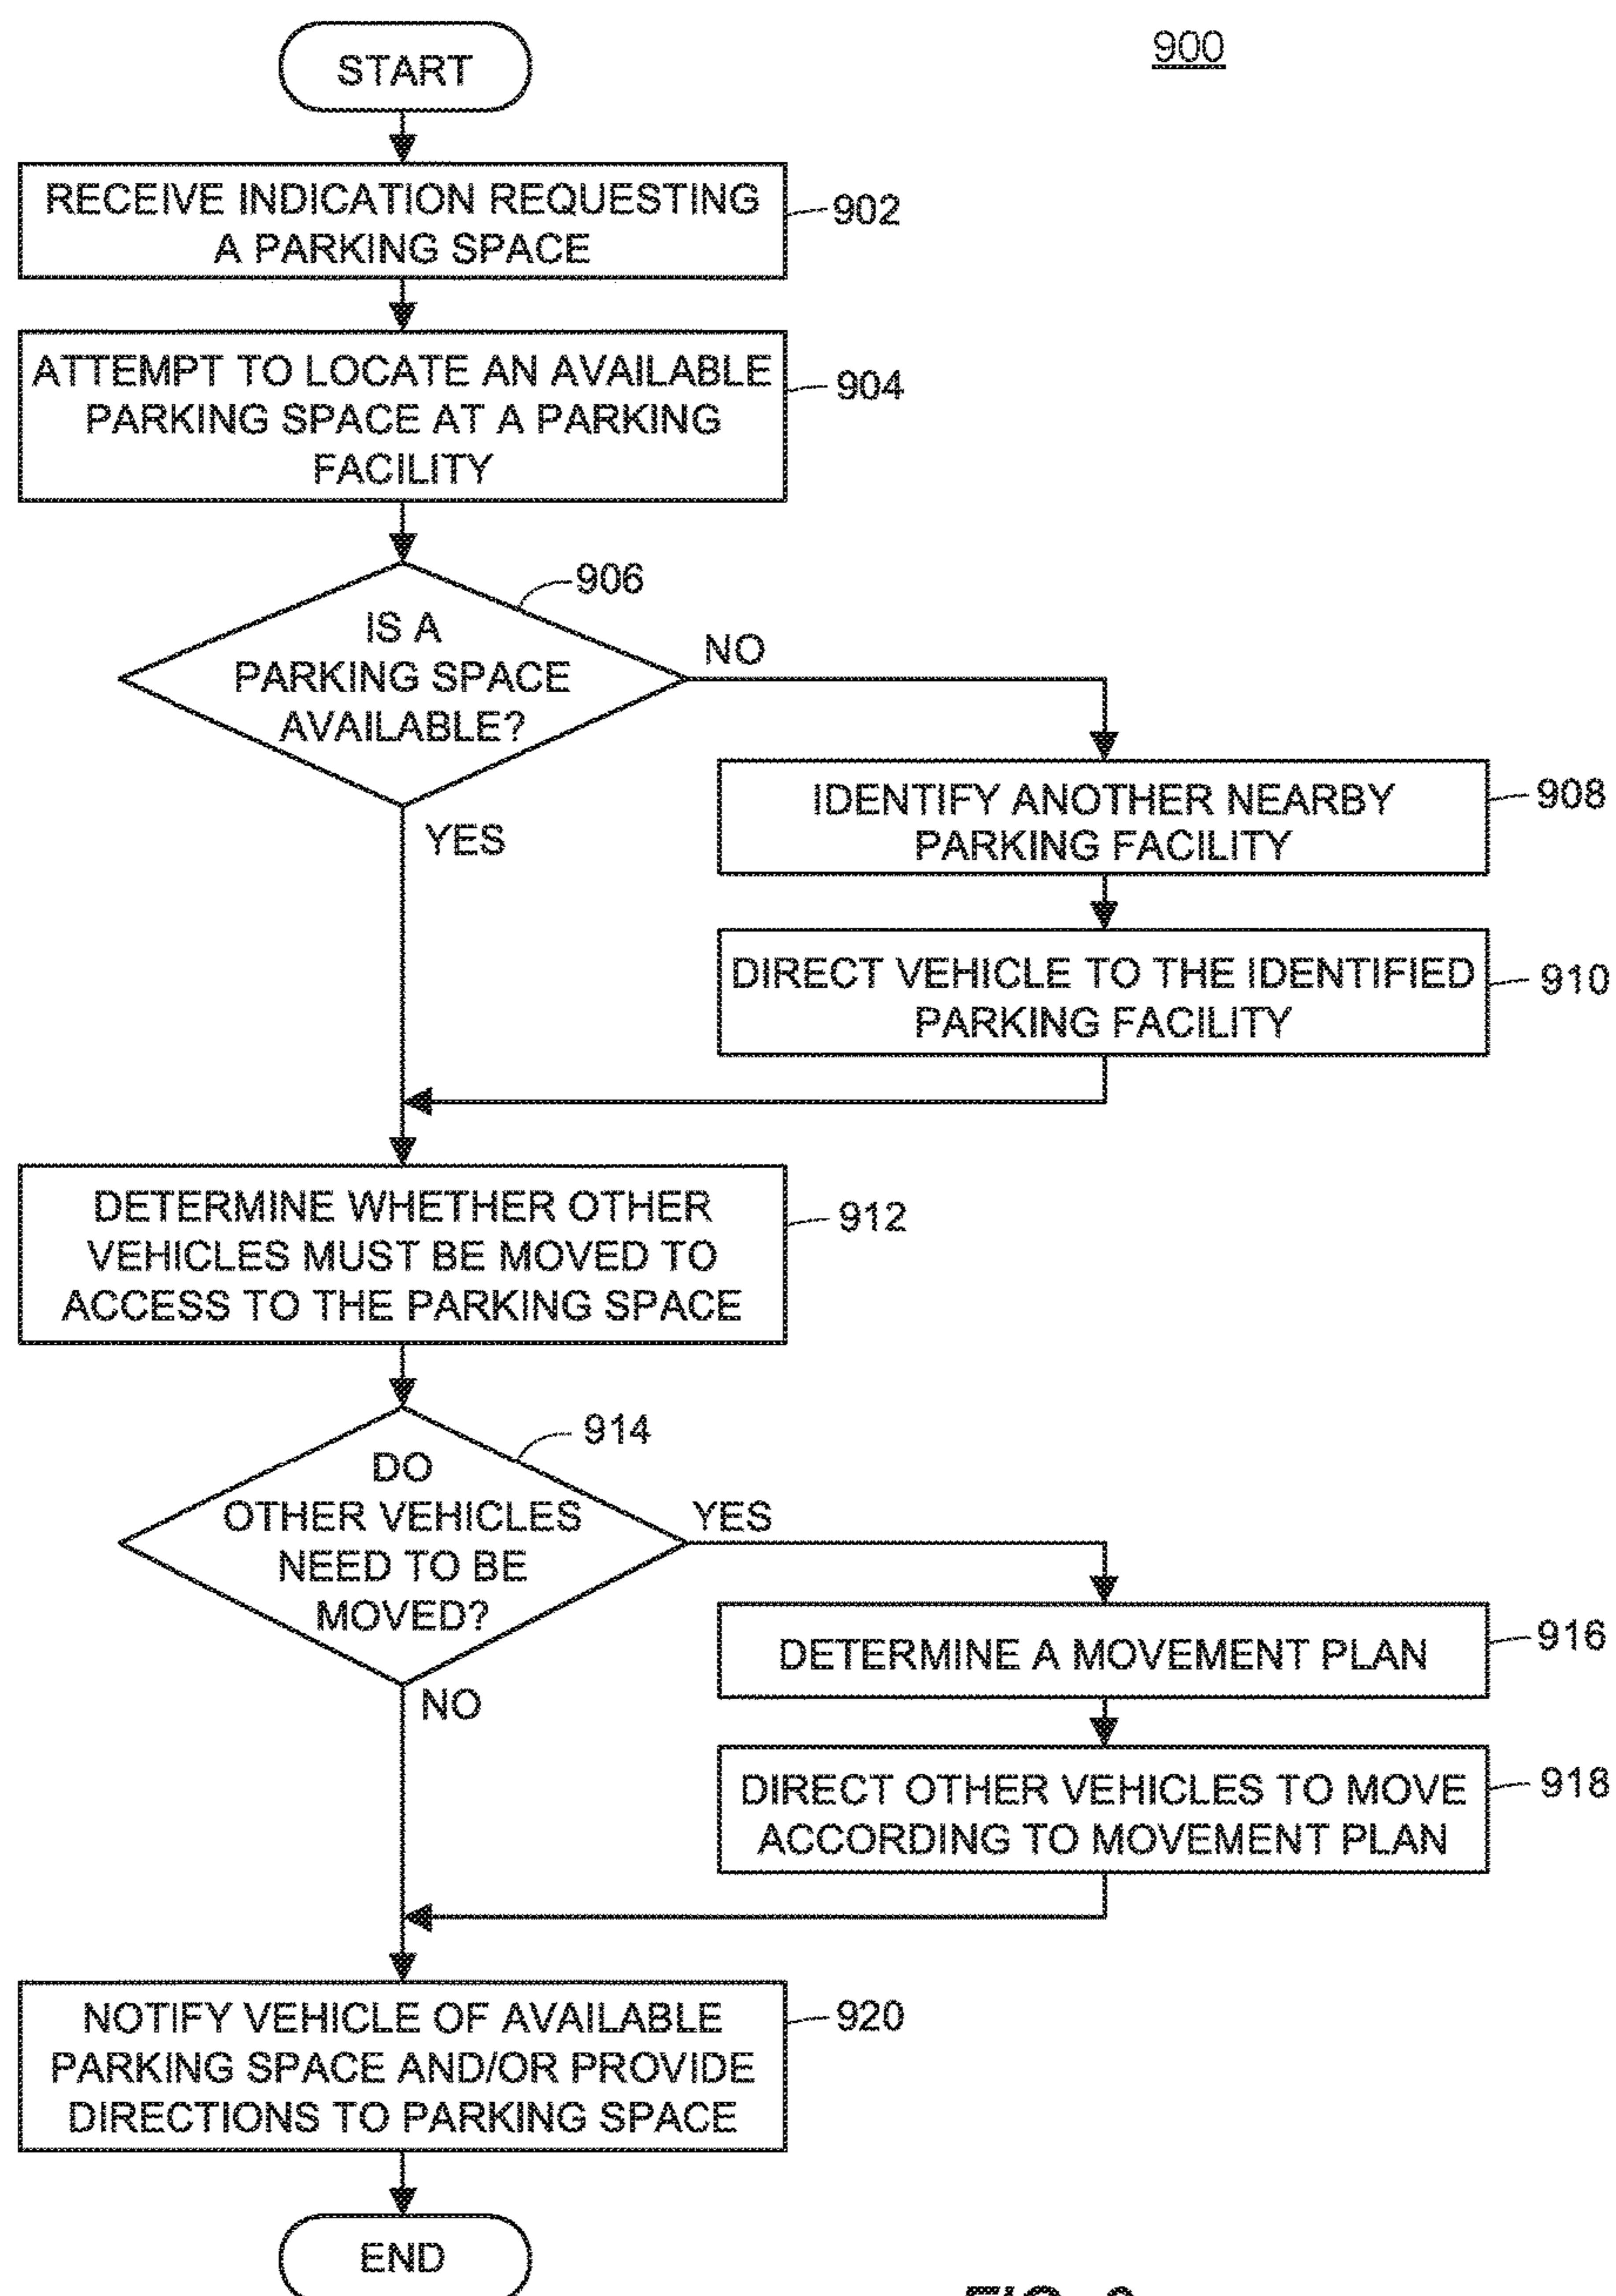 900
START
RECEIVE INDICATION REQUESTING
A PARKING SPACE
902
ATTEMPT TO LOCATE AN AVAILABLE
PARKING SPACE AT A PARKING
FACILITY
904
906
IS A
PARKING SPACE
AVAILABLE?
NO
YES
IDENTIFY ANOTHER NEARBY
PARKING FACILITY
908
DIRECT VEHICLE TO THE IDENTIFIED
PARKING FACILITY
910
DETERMINE WHETHER OTHER
VEHICLES MUST BE MOVED TO
ACCESS TO THE PARKING SPACE
912
914
DO
OTHER VEHICLES
NEED TO BE
MOVED?
YES
NO
DETERMINE A MOVEMENT PLAN
916
DIRECT OTHER VEHICLES TO MOVE
ACCORDING TO MOVEMENT PLAN
918
NOTIFY VEHICLE OF AVAILABLE
PARKING SPACE AND/OR PROVIDE
DIRECTIONS TO PARKING SPACE
920
END